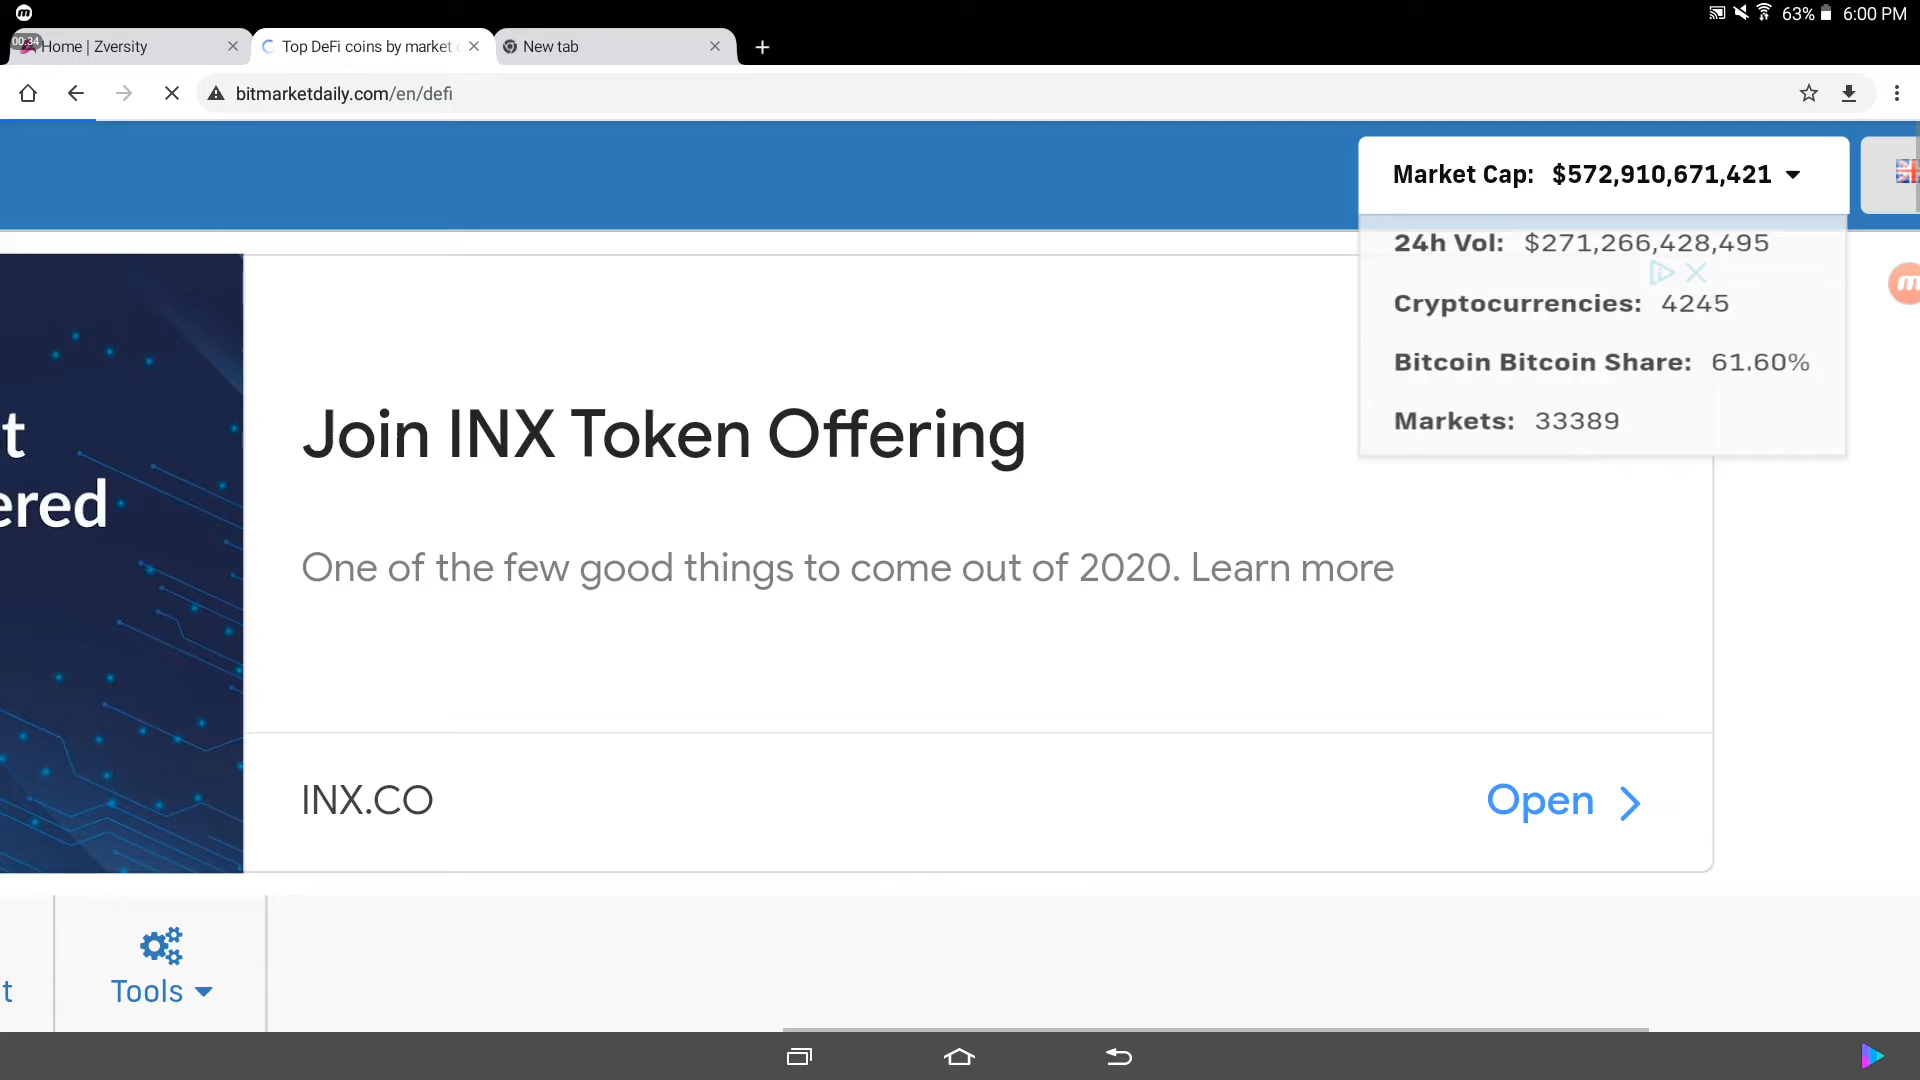 63% 6:00 PM
00:34
Home | Zversity
Top DeFi coins by market
New tab
bitmarketdaily.com/en/defi
Market Cap: $572,910,671,421
24h Vol: $271,266,428,495
Cryptocurrencies: 4245
Bitcoin Bitcoin Share: 61.60%
Markets: 33389
t
ered
Join INX Token Offering
One of the few good things to come out of 2020. Learn more
INX.CO
Open
t
Tools